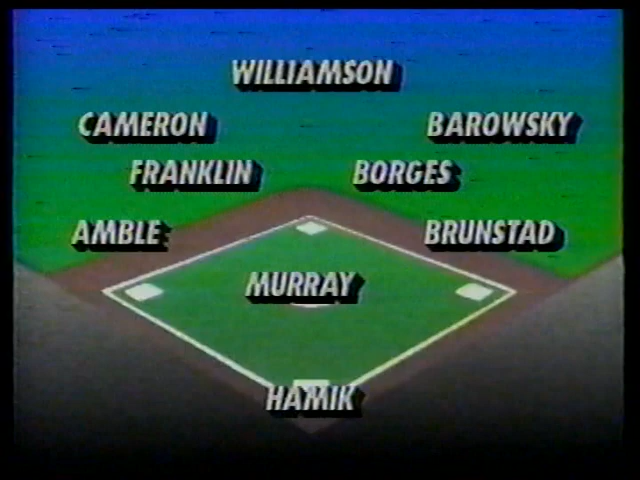 WILLIAMSON
CAMERON
BAROWSKY
FRANKLIN
BORGES
AMBLE
BRUNSTAD
MURRAY
HAMIK